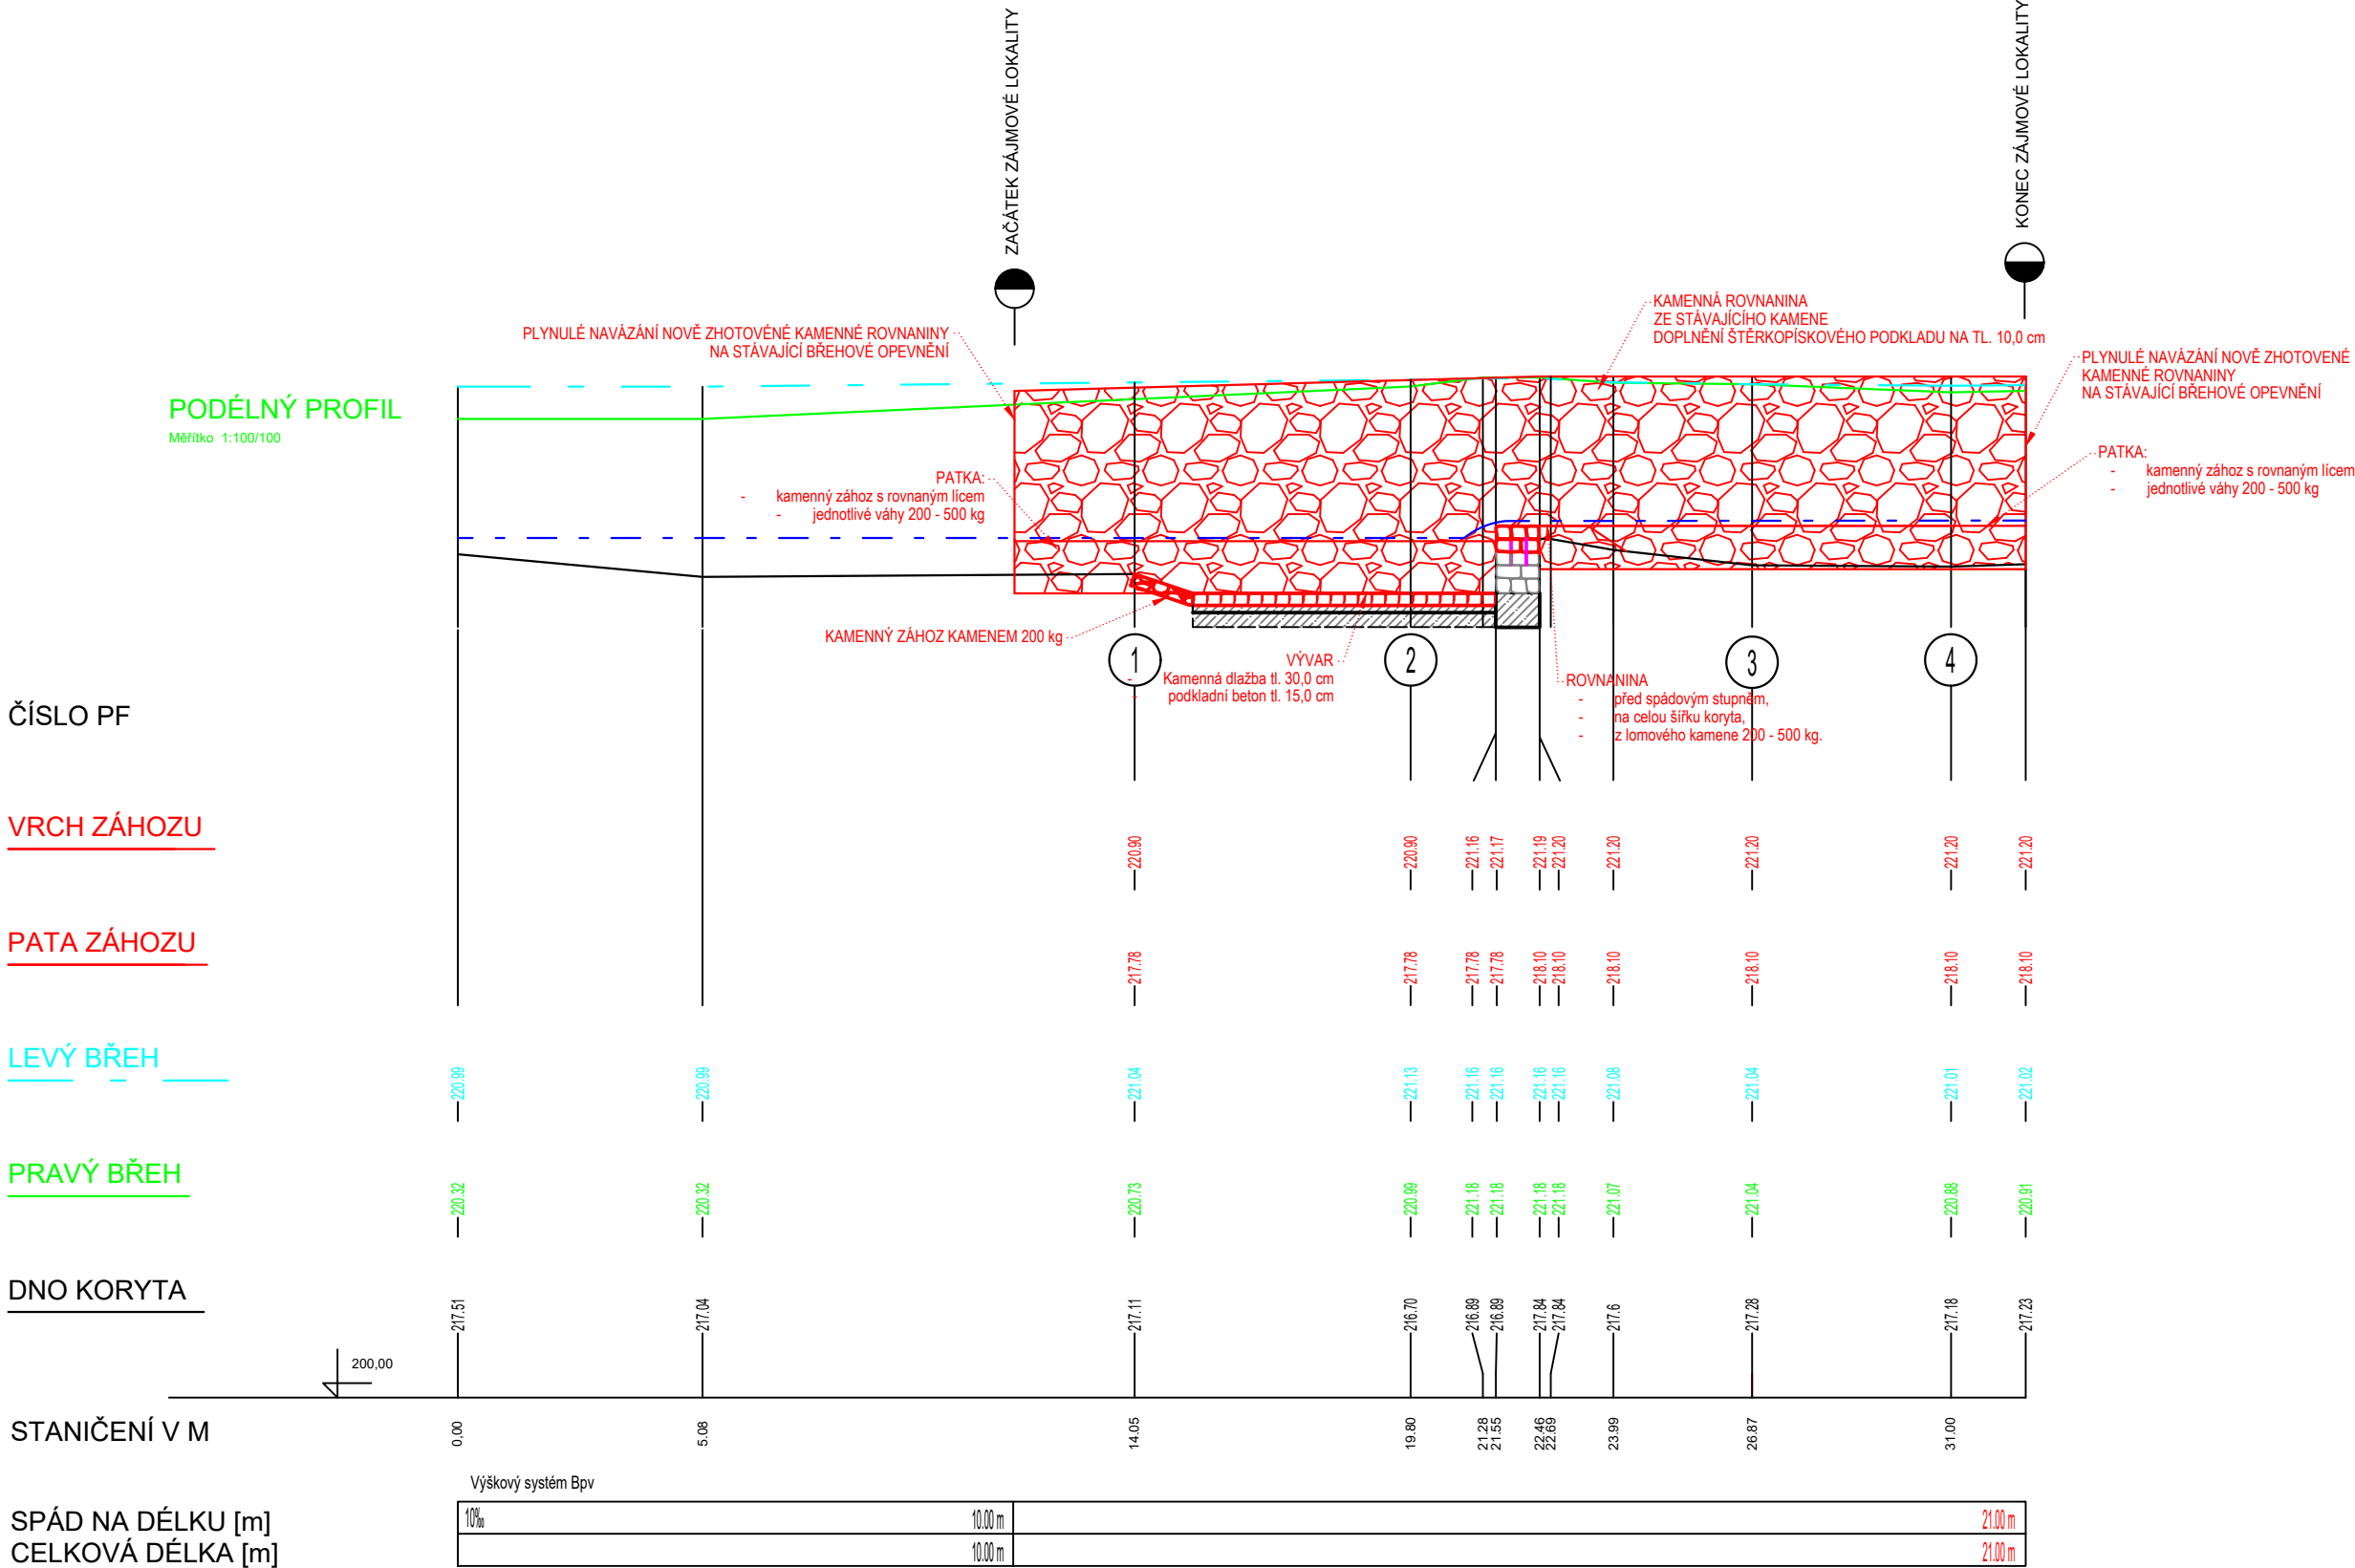 ZAČÁTEK ZÁJMOVÉ LOKALITY
KONEC ZÁJMOVÉ LOKALITY
PLYNULÉ NAVÁZÁNÍ NOVĚ ZHOTOVÉNÉ KAMENNÉ ROVNANINY
NA STÁVAJÍCÍ BŘEHOVÉ OPEVNĚNÍ
KAMENNÁ ROVNANINA
ZE STÁVAJÍCÍHO KAMENE
DOPLNĚNÍ ŠTĚRKOPÍSKOVÉHO PODKLADU NA TL. 10,0 cm
PLYNULÉ NAVÁZÁNÍ NOVĚ ZHOTOVENÉ
KAMENNÉ ROVNANINY
NA STÁVAJÍCÍ BŘEHOVÉ OPEVNĚNÍ
PODÉLNÝ PROFIL
Měřítko 1:100/100
PATKA:
- kamenný zához s rovnaným lícem
- jednotlivé váhy 200 - 500 kg
PATKA:
- kamenný zához s rovnaným lícem
- jednotlivé váhy 200 - 500 kg
KAMENNÝ ZÁHOZ KAMENEM 200 kg
VÝVAR
- Kamenná dlažba tl. 30,0 cm
- podkladní beton tl. 15,0 cm
ROVNANINA
- před spádovým stupněm,
- na celou šířku koryta,
- z lomového kamene 200 - 500 kg.
ČÍSLO PF
1 2 3 4
VRCH ZÁHOZU
220.90 220.90 221.16 221.17 221.19 221.20 221.20 221.20 221.20 221.20
PATA ZÁHOZU
217.78 217.78 217.78 217.78 218.10 218.10 218.10 218.10 218.10 218.10
LEVÝ BŘEH
220.99 220.99 221.04 221.13 221.16 221.16 221.16 221.16 221.08 221.04 221.01 221.02
PRAVÝ BŘEH
220.32 220.32 220.73 220.99 221.18 221.18 221.18 221.18 221.07 221.04 220.88 220.91
DNO KORYTA
217.51 217.04 217.11 216.70 216.89 216.89 217.84 217.84 217.6 217.28 217.18 217.23
200,00
STANIČENÍ V M
0,00 5.08 14.05 19.80 21.28 21.55 22.46 22.69 23.99 26.87 31.00
Výškový systém Bpv
SPÁD NA DÉLKU [m]
10‰ 10.00 m 21.00 m
CELKOVÁ DÉLKA [m]
10.00 m 21.00 m